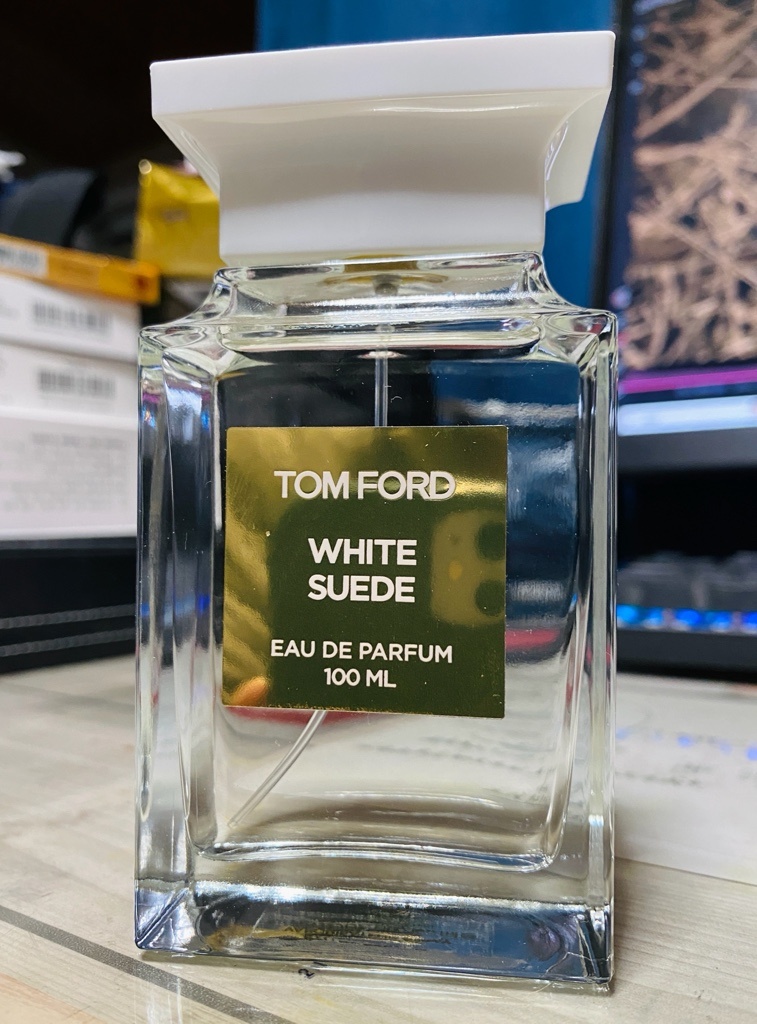 TOM FORD
WHITE
SUEDE
EAU DE PARFUM
100 ML